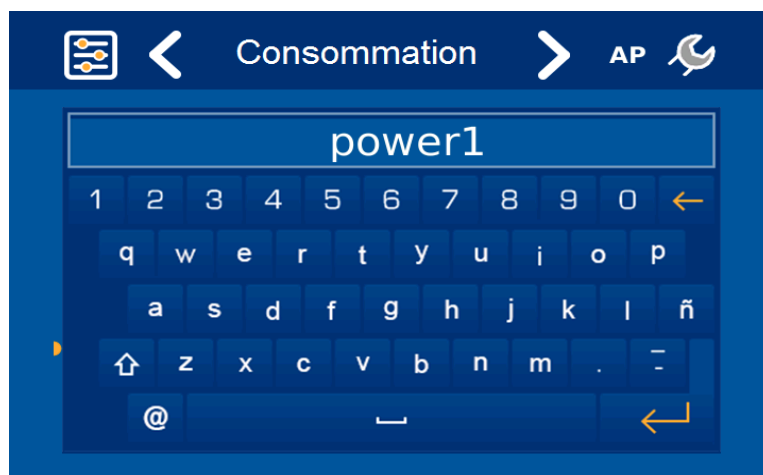 Consommation AP
power1
1 2 3 4 5 6 7 8 9 0 ←
q w e r t y u i o p
a s d f g h j k l ñ
z x c v b n m . _ -
@